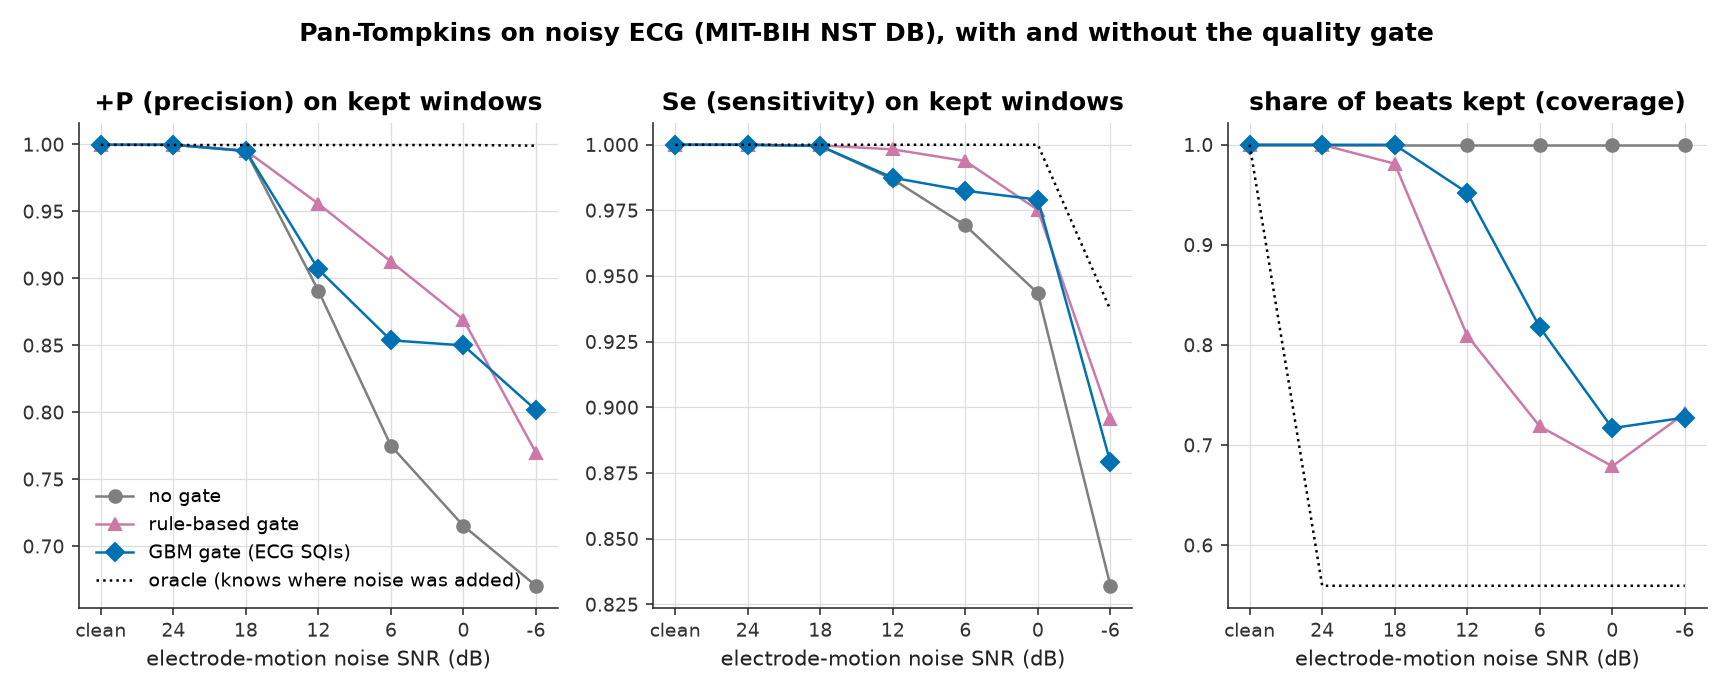 Pan-Tompkins on noisy ECG (MIT-BIH NST DB), with and without the quality gate
+P (precision) on kept windows
1.00
0.95
0.90
0.85
0.80
0.75
0.70
no gate
rule-based gate
GBM gate (ECG SQIs)
oracle (knows where noise was added)
clean 24 18 12 6 0 -6
electrode-motion noise SNR (dB)
Se (sensitivity) on kept windows
1.000
0.975
0.950
0.925
0.900
0.875
0.850
0.825
clean 24 18 12 6 0 -6
electrode-motion noise SNR (dB)
share of beats kept (coverage)
1.0
0.9
0.8
0.7
0.6
clean 24 18 12 6 0 -6
electrode-motion noise SNR (dB)